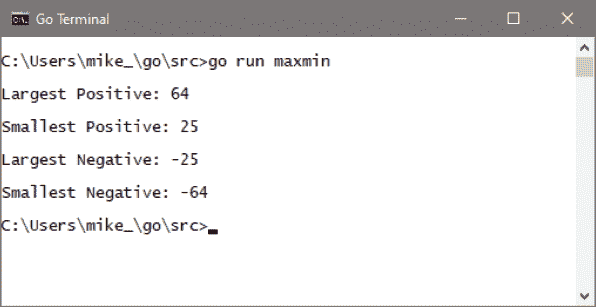 Go Terminal
C:\Users\mike_\go\src>go run maxmin
Largest Positive: 64
Smallest Positive: 25
Largest Negative: -25
Smallest Negative: -64
C:\Users\mike_\go\src>